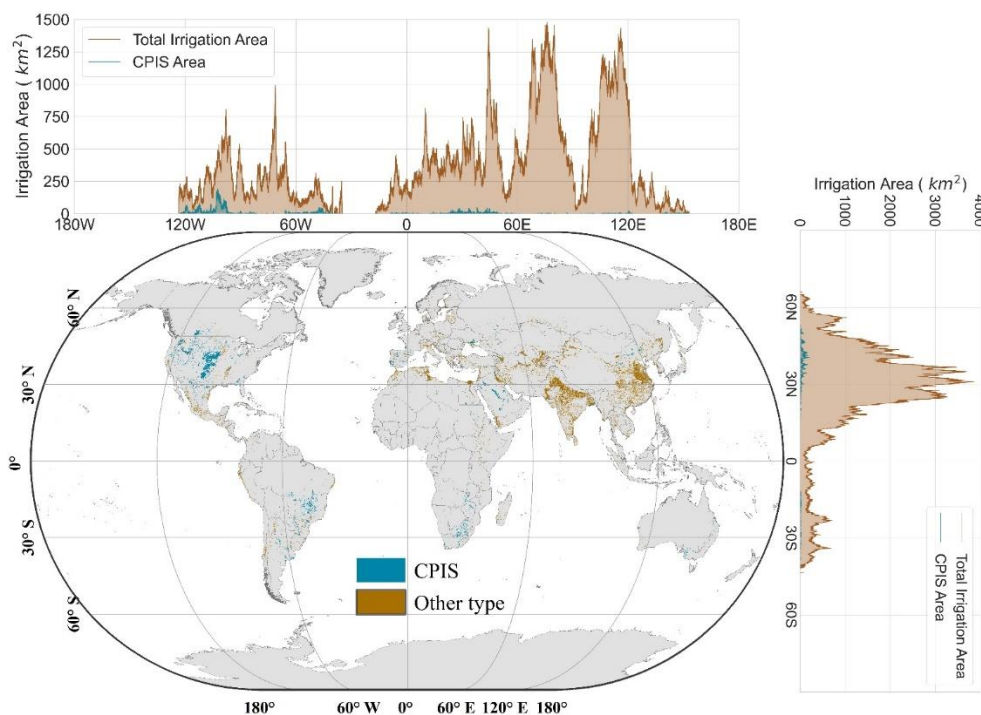 1500
1250
1000
750
500
250
0
Irrigation Area ( km²)
Total Irrigation Area
CPIS Area
180W
120W
60W
0
60E
120E
180E
Irrigation Area ( km²)
0
1000
2000
3000
4000
60N
30N
0
30S
60S
Total Irrigation Area
CPIS Area
60° N
30° N
0°
30° S
60° S
CPIS
Other type
180°
60° W
0°
60° E
120° E
180°